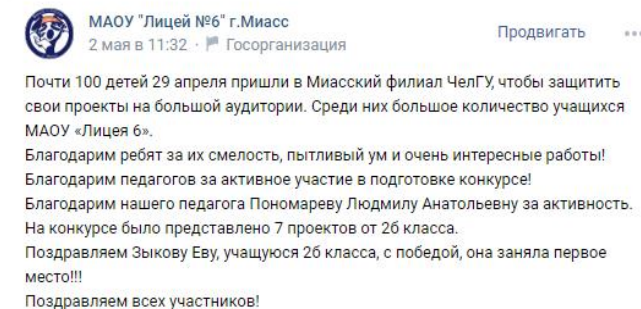 МАОУ "Лицей №6" г.Миасс
2 мая в 11:32 · Госорганизация
Продвигать
Почти 100 детей 29 апреля пришли в Миасский филиал ЧелГУ, чтобы защитить
свои проекты на большой аудитории. Среди них большое количество учащихся
МАОУ «Лицея 6».
Благодарим ребят за их смелость, пытливый ум и очень интересные работы!
Благодарим педагогов за активное участие в подготовке конкурсе!
Благодарим нашего педагога Пономареву Людмилу Анатольевну за активность.
На конкурсе было представлено 7 проектов от 2б класса.
Поздравляем Зыкову Еву, учащуюся 2б класса, с победой, она заняла первое
место!!!
Поздравляем всех участников!